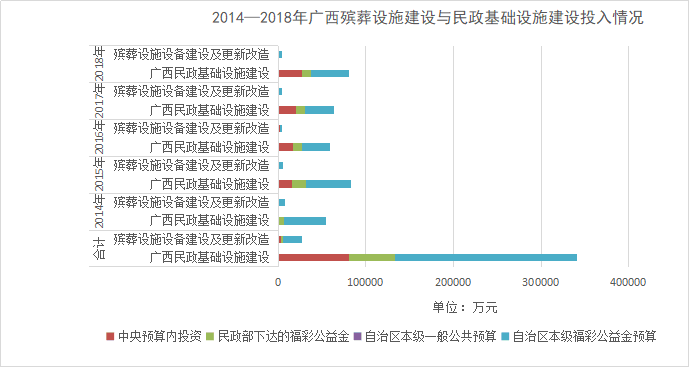 2014—2018年广西殡葬设施建设与民政基础设施建设投入情况
2018年
殡葬设施设备建设及更新改造
广西民政基础设施建设
2017年
殡葬设施设备建设及更新改造
广西民政基础设施建设
2016年
殡葬设施设备建设及更新改造
广西民政基础设施建设
2015年
殡葬设施设备建设及更新改造
广西民政基础设施建设
2014年
殡葬设施设备建设及更新改造
广西民政基础设施建设
合计
殡葬设施设备建设及更新改造
广西民政基础设施建设
0 100000 200000 300000 400000
单位：万元
中央预算内投资 民政部下达的福彩公益金 自治区本级一般公共预算 自治区本级福彩公益金预算